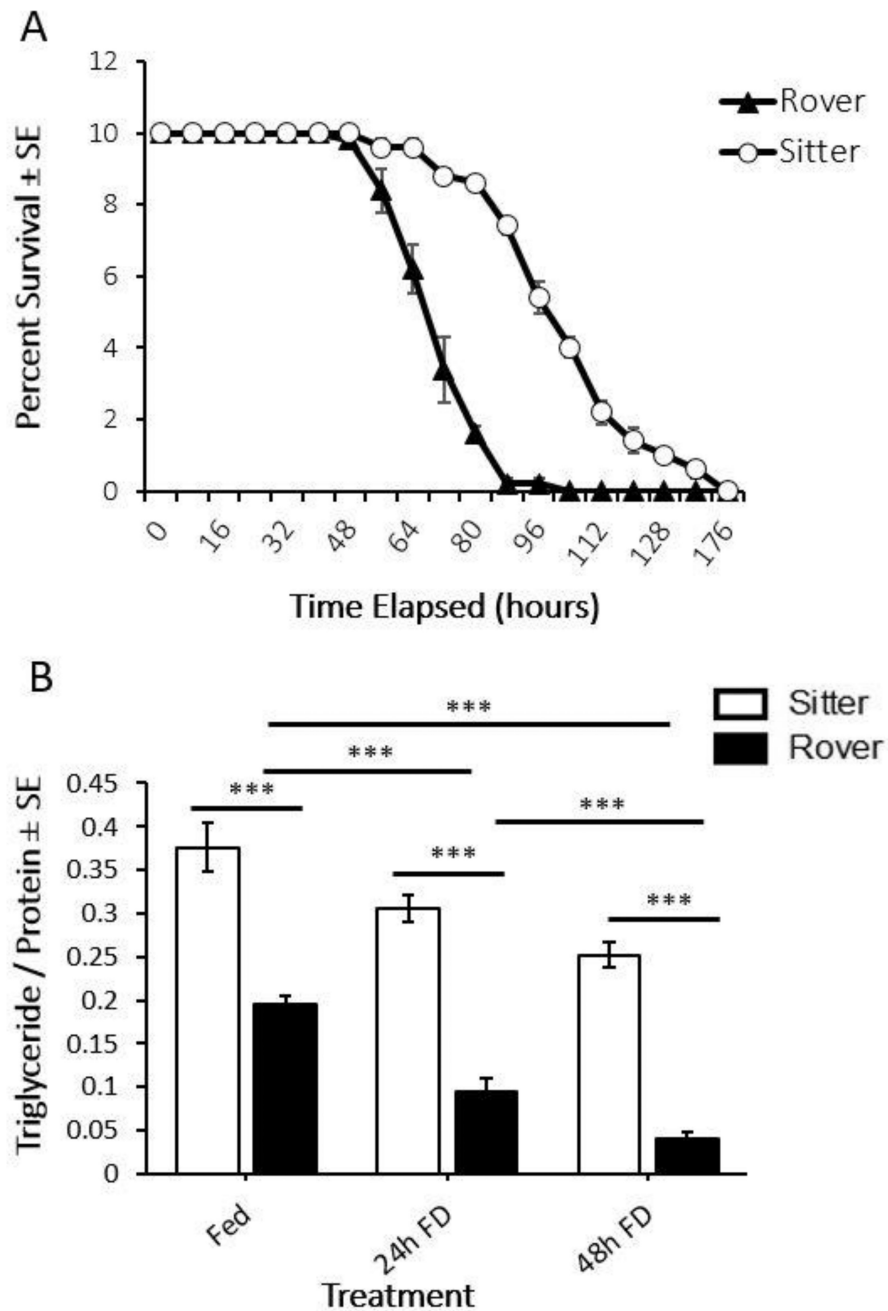 A
12
10
8
6
4
2
0
Percent Survival ± SE
Rover
Sitter
0 16 32 48 64 80 96 112 128 176
Time Elapsed (hours)
B
Sitter
Rover
***
***
***
***
***
***
0.45
0.4
0.35
0.3
0.25
0.2
0.15
0.1
0.05
0
Triglyceride / Protein ± SE
Fed 24h FD 48h FD
Treatment